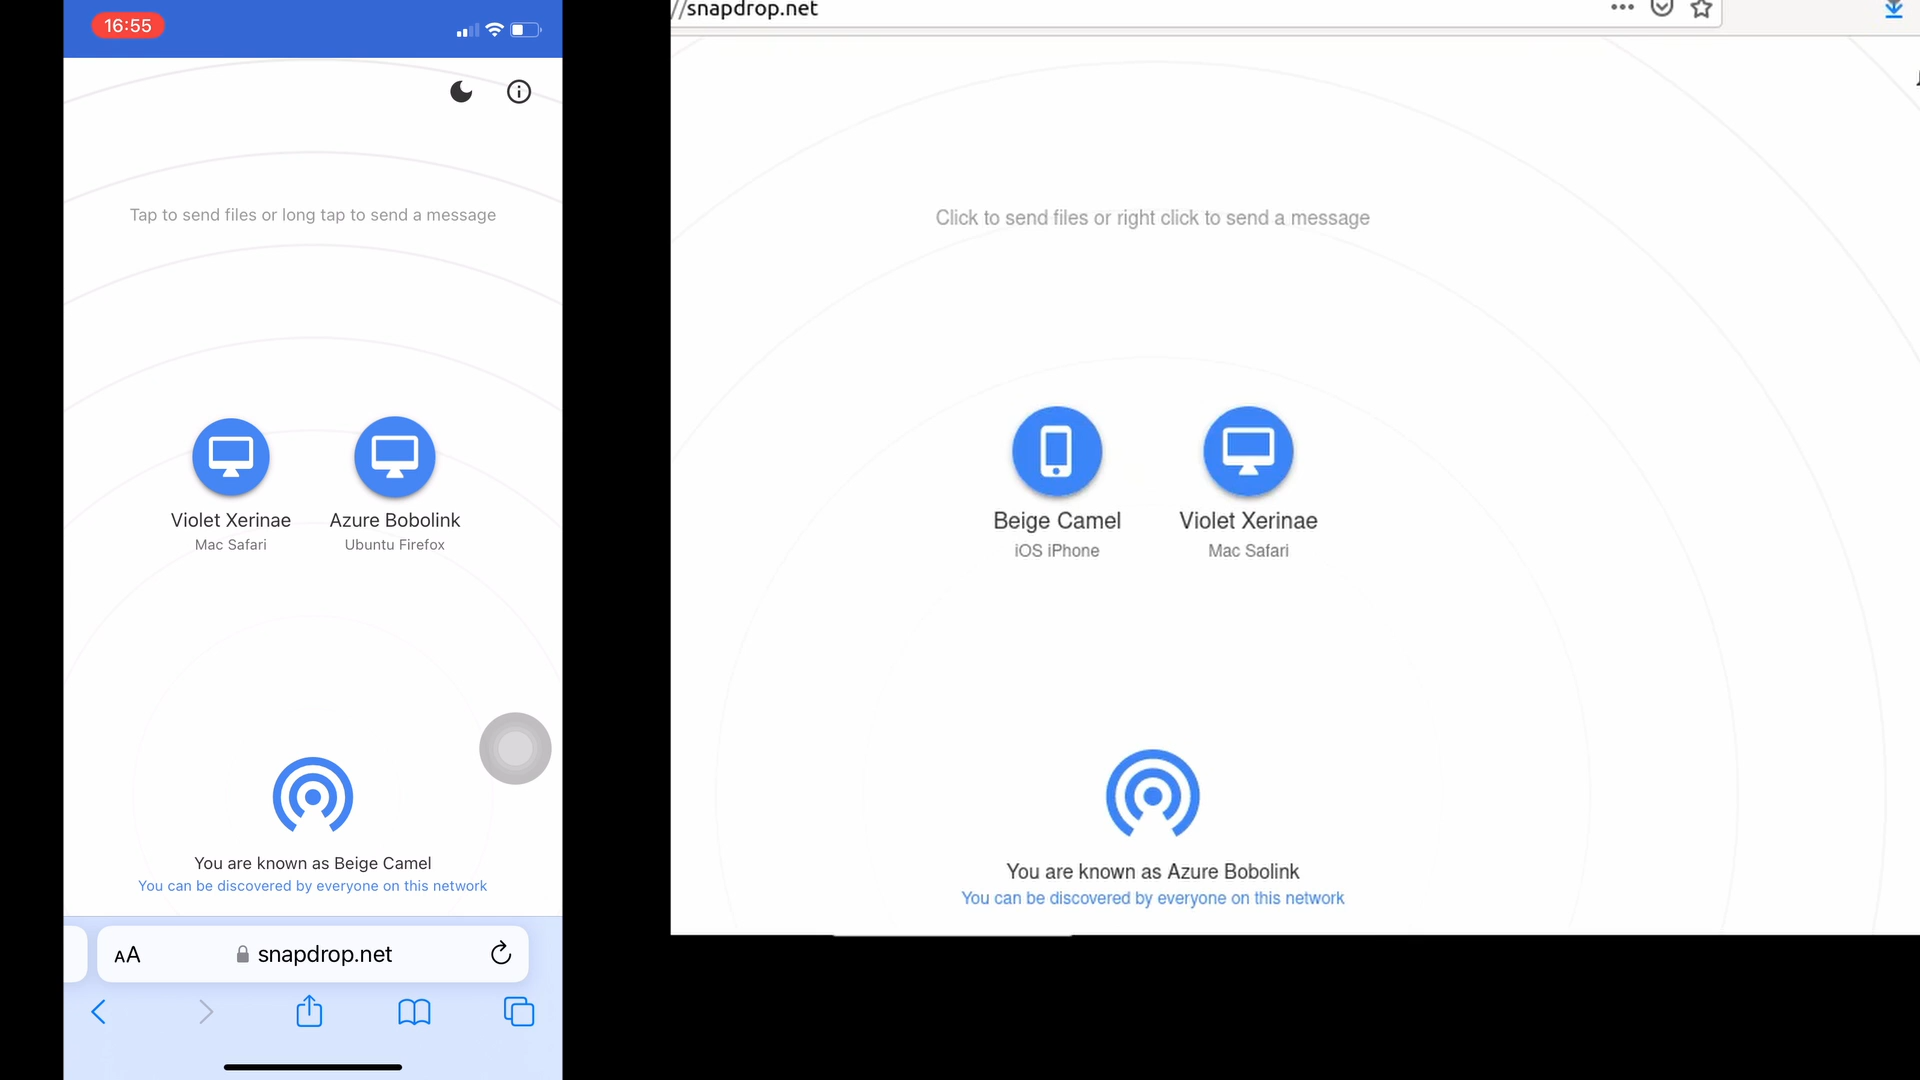 16:55
Tap to send files or long tap to send a message
Violet Xerinae
Mac Safari
Azure Bobolink
Ubuntu Firefox
You are known as Beige Camel
You can be discovered by everyone on this network
AA
snapdrop.net
//snapdrop.net
Click to send files or right click to send a message
Beige Camel
iOS iPhone
Violet Xerinae
Mac Safari
You are known as Azure Bobolink
You can be discovered by everyone on this network